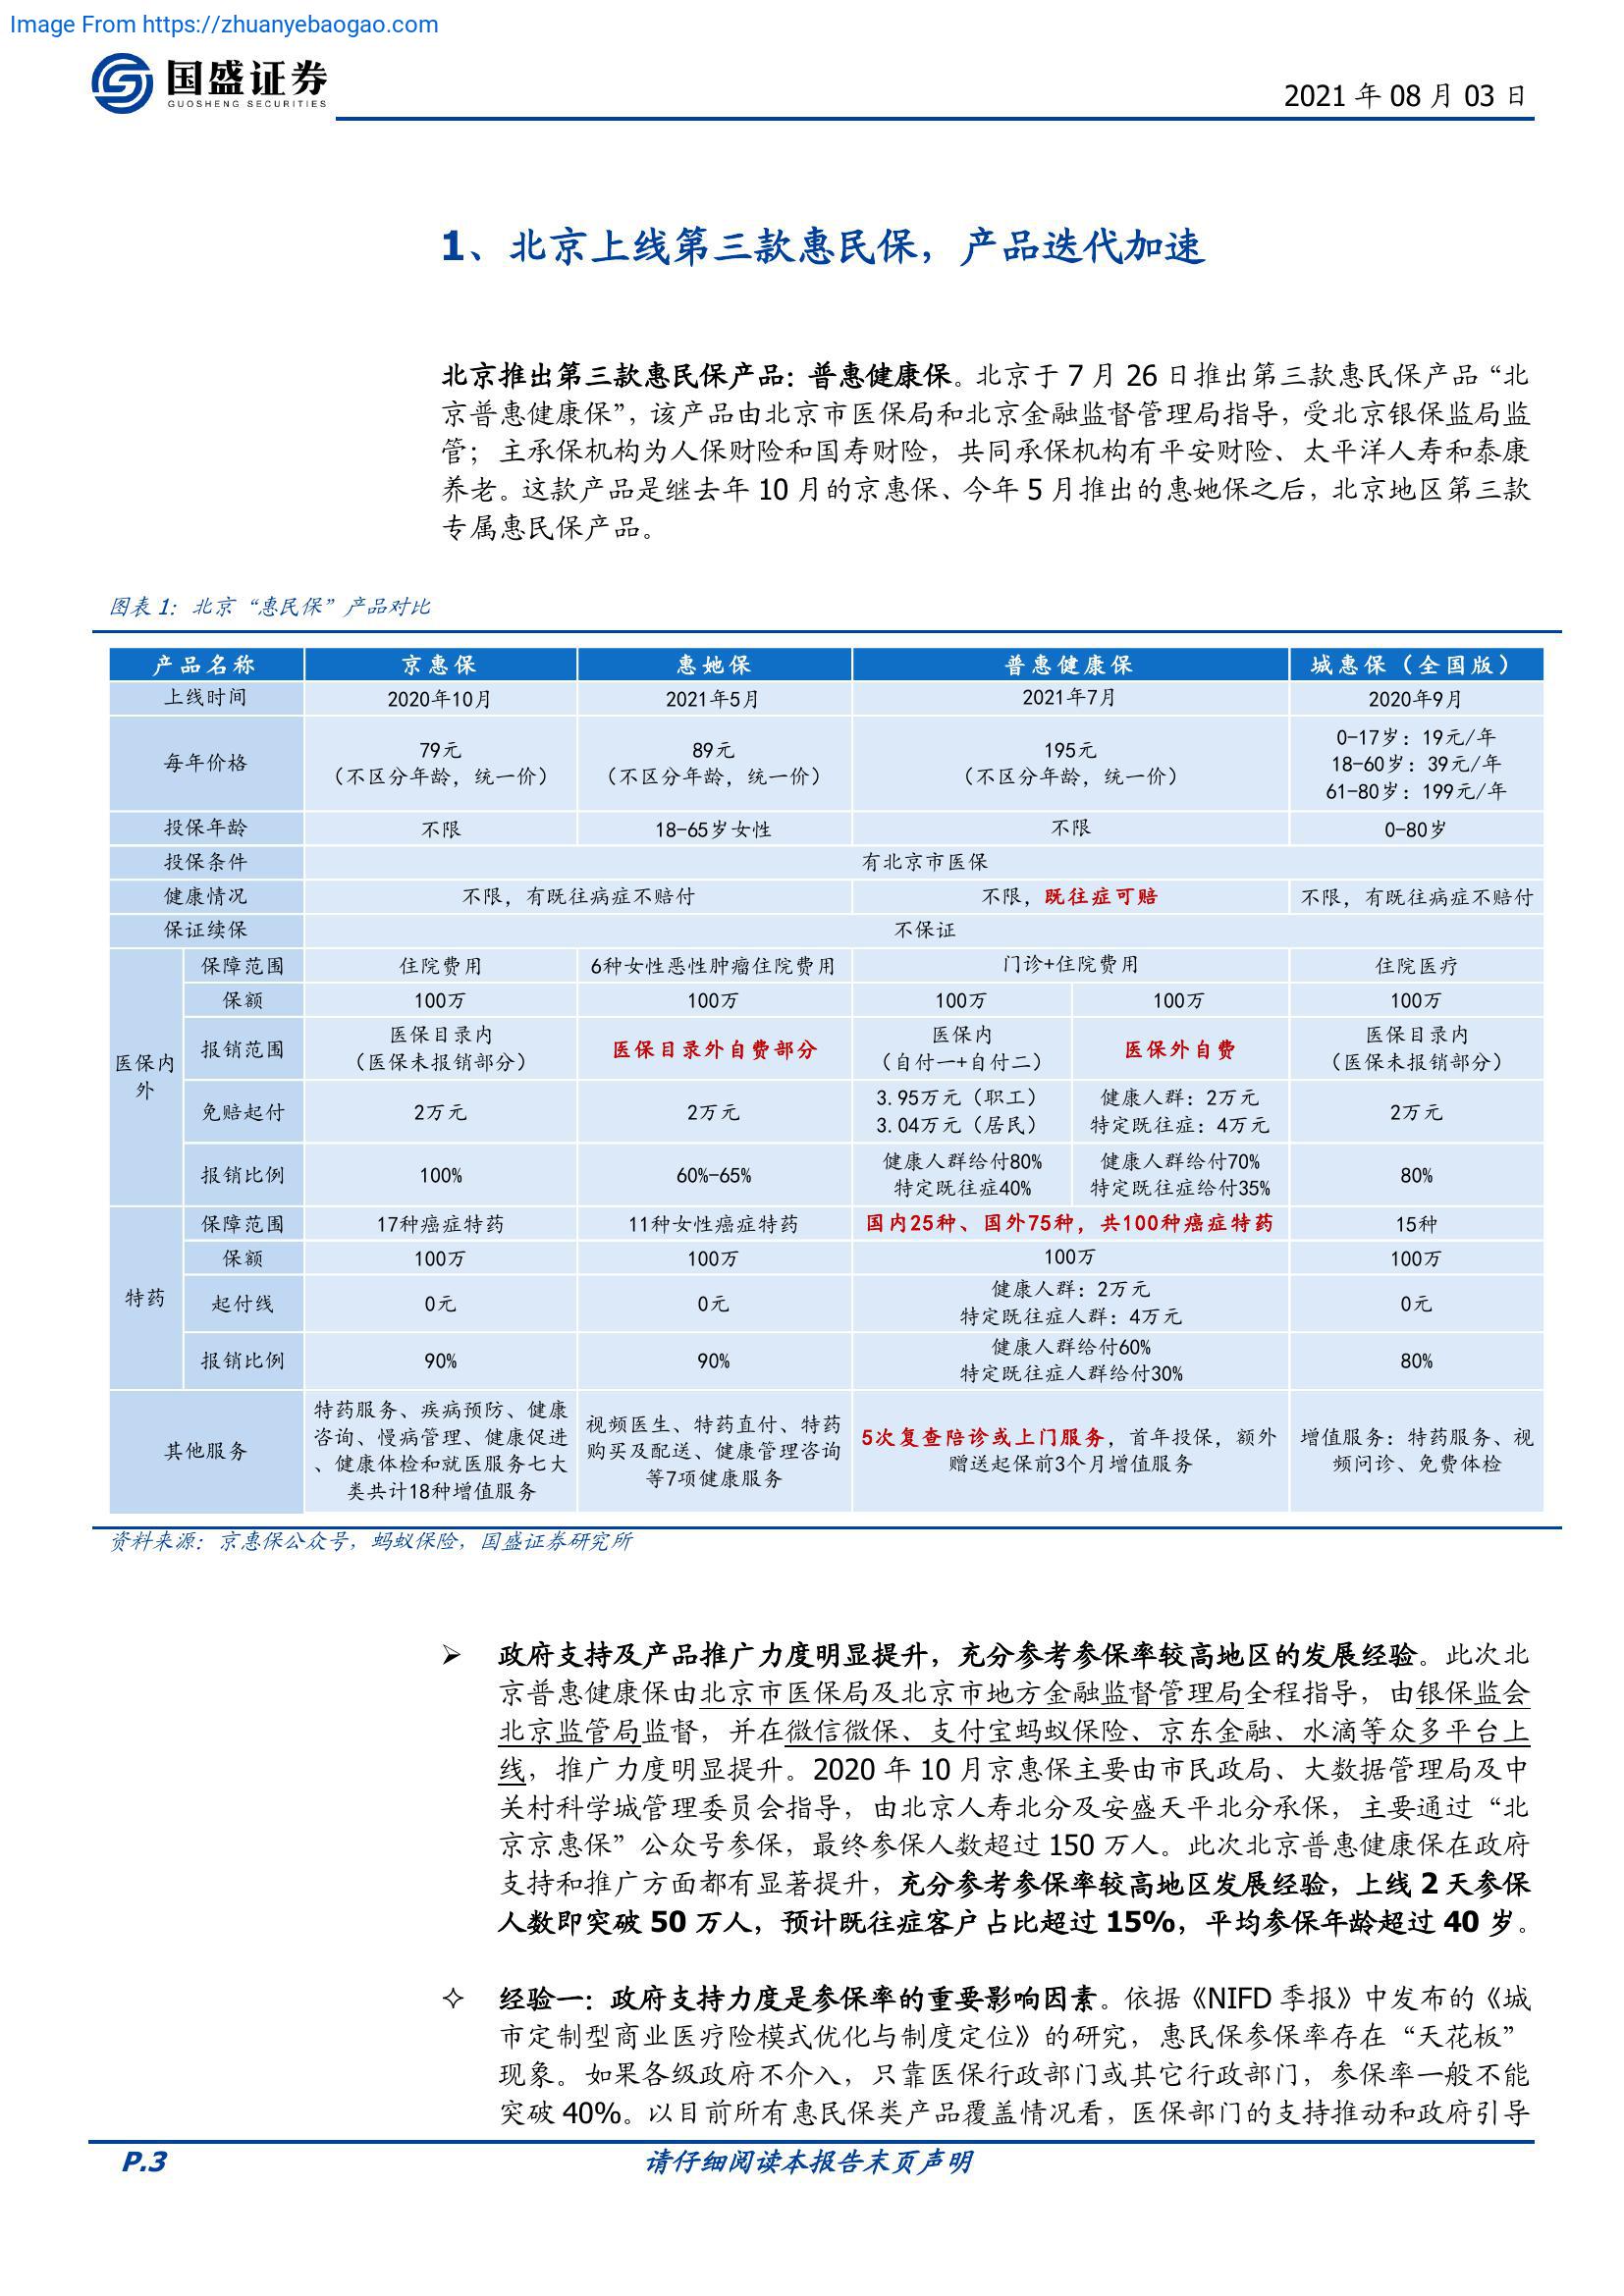 Image From https://zhuanyebaogao.com
国盛证券
GUOSHENG SECURITIES
2021 年 08 月 03 日
1、北京上线第三款惠民保，产品迭代加速
北京推出第三款惠民保产品：普惠健康保。北京于 7 月 26 日推出第三款惠民保产品“北
京普惠健康保”，该产品由北京市医保局和北京金融监督管理局指导，受北京银保监局监
管；主承保机构为人保财险和国寿财险，共同承保机构有平安财险、太平洋人寿和泰康
养老。这款产品是继去年 10 月的京惠保、今年 5 月推出的惠她保之后，北京地区第三款
专属惠民保产品。
图表 1：北京“惠民保”产品对比
产品名称 京惠保 惠她保 普惠健康保 城惠保（全国版）
上线时间 2020年10月 2021年5月 2021年7月 2020年9月
每年价格
79元
（不区分年龄，统一价）
89元
（不区分年龄，统一价）
195元
（不区分年龄，统一价）
0-17岁：19元/年
18-60岁：39元/年
61-80岁：199元/年
投保年龄 不限 18-65岁女性 不限 0-80岁
投保条件 有北京市医保
健康情况 不限，有既往病症不赔付 不限，既往症可赔 不限，有既往病症不赔付
保证续保 不保证
医保内
外
保障范围 住院费用 6种女性恶性肿瘤住院费用 门诊+住院费用 住院医疗
保额 100万 100万 100万 100万 100万
报销范围
医保目录内
（医保未报销部分）
医保目录外自费部分
医保内
（自付一+自付二）
医保外自费
医保目录内
（医保未报销部分）
免赔起付 2万元 2万元
3.95万元（职工）
3.04万元（居民）
健康人群：2万元
特定既往症：4万元
2万元
报销比例 100% 60%-65%
健康人群给付80%
特定既往症40%
健康人群给付70%
特定既往症给付35%
80%
特药
保障范围 17种癌症特药 11种女性癌症特药 国内25种、国外75种，共100种癌症特药 15种
保额 100万 100万 100万 100万
起付线 0元 0元
健康人群：2万元
特定既往症人群：4万元
0元
报销比例 90% 90%
健康人群给付60%
特定既往症人群给付30%
80%
其他服务
特药服务、疾病预防、健康
咨询、慢病管理、健康促进
、健康体检和就医服务七大
类共计18种增值服务
视频医生、特药直付、特药
购买及配送、健康管理咨询
等7项健康服务
5次复查陪诊或上门服务，首年投保，额外
赠送起保前3个月增值服务
增值服务：特药服务、视
频问诊、免费体检
资料来源：京惠保公众号，蚂蚁保险，国盛证券研究所
➢ 政府支持及产品推广力度明显提升，充分参考参保率较高地区的发展经验。此次北
京普惠健康保由北京市医保局及北京市地方金融监督管理局全程指导，由银保监会
北京监管局监督，并在微信微保、支付宝蚂蚁保险、京东金融、水滴等众多平台上
线，推广力度明显提升。2020 年 10 月京惠保主要由市民政局、大数据管理局及中
关村科学城管理委员会指导，由北京人寿北分及安盛天平北分承保，主要通过“北
京京惠保”公众号参保，最终参保人数超过 150 万人。此次北京普惠健康保在政府
支持和推广方面都有显著提升，充分参考参保率较高地区发展经验，上线 2 天参保
人数即突破 50 万人，预计既往症客户占比超过 15%，平均参保年龄超过 40 岁。
✧ 经验一：政府支持力度是参保率的重要影响因素。依据《NIFD 季报》中发布的《城
市定制型商业医疗险模式优化与制度定位》的研究，惠民保参保率存在“天花板”
现象。如果各级政府不介入，只靠医保行政部门或其它行政部门，参保率一般不能
突破 40%。以目前所有惠民保类产品覆盖情况看，医保部门的支持推动和政府引导
P.3
请仔细阅读本报告末页声明